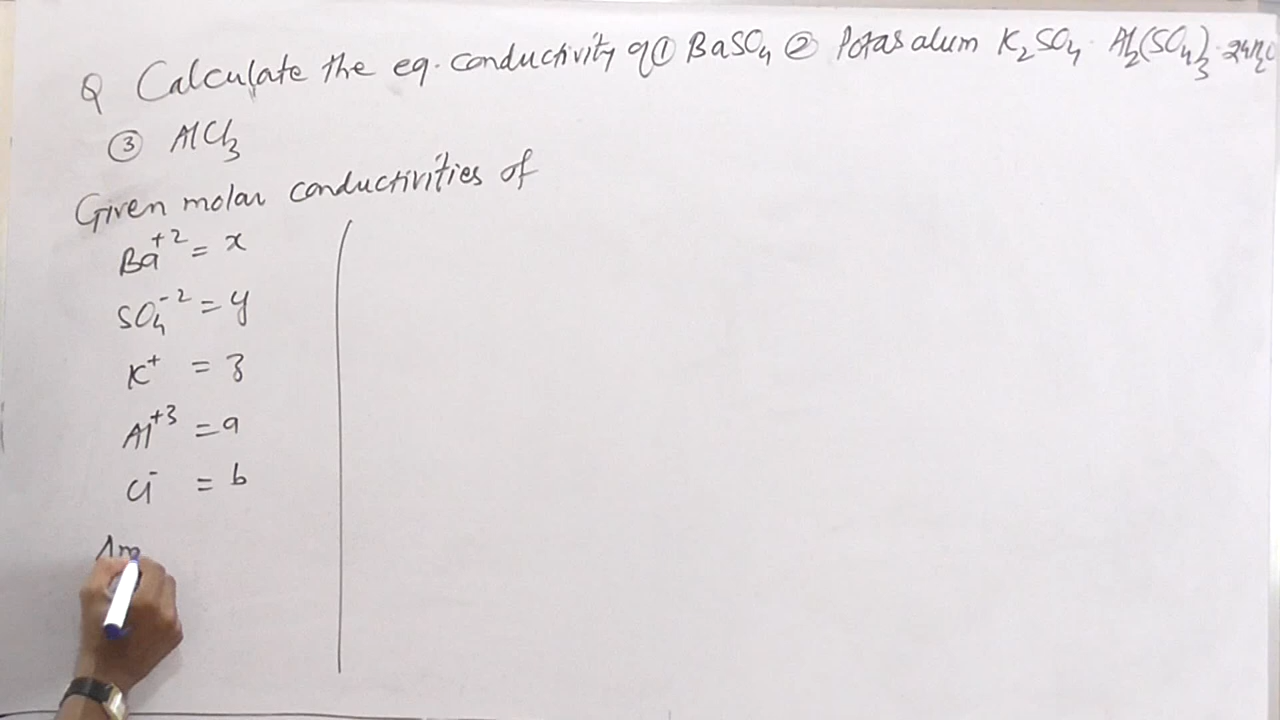 Q Calculate the eq. conductivity of ① BaSO₄ ② Potas alum K₂SO₄ · Al₂(SO₄)₃ · 24H₂O
③ AlCl₃
Given molar conductivities of
Ba⁺² = x
SO₄⁻² = y
K⁺ = z
Al⁺³ = a
Cl⁻ = b
Λm